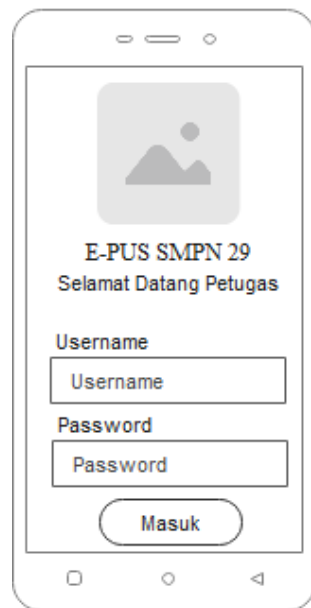 E-PUS SMPN 29
Selamat Datang Petugas
Username
Username
Password
Password
Masuk